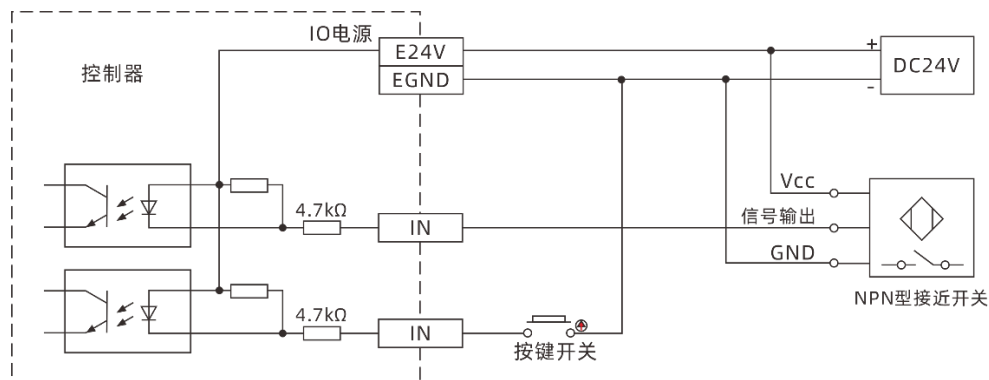 IO电源
E24V
EGND
+
-
DC24V
控制器
Vcc
4.7kΩ
IN
信号输出
GND
NPN型接近开关
4.7kΩ
IN
按键开关